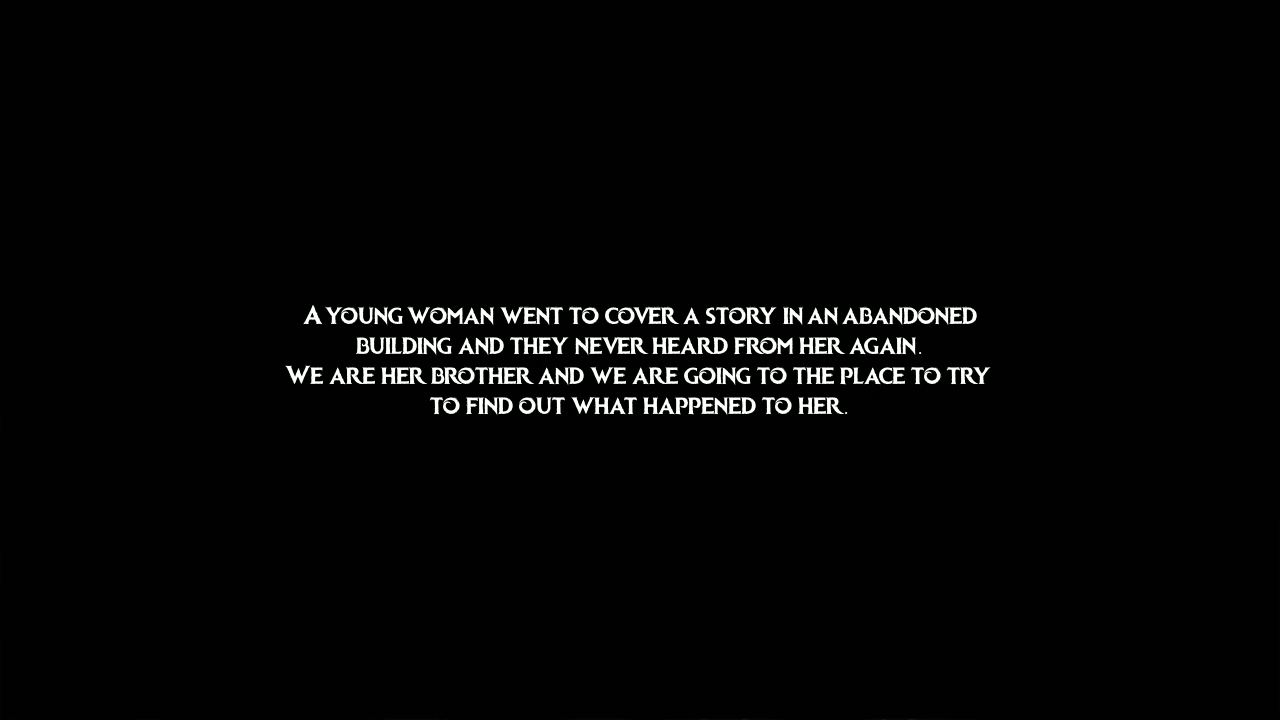 A YOUNG WOMAN WENT TO COVER A STORY IN AN ABANDONED
BUILDING AND THEY NEVER HEARD FROM HER AGAIN.
WE ARE HER BROTHER AND WE ARE GOING TO THE PLACE TO TRY
TO FIND OUT WHAT HAPPENED TO HER.